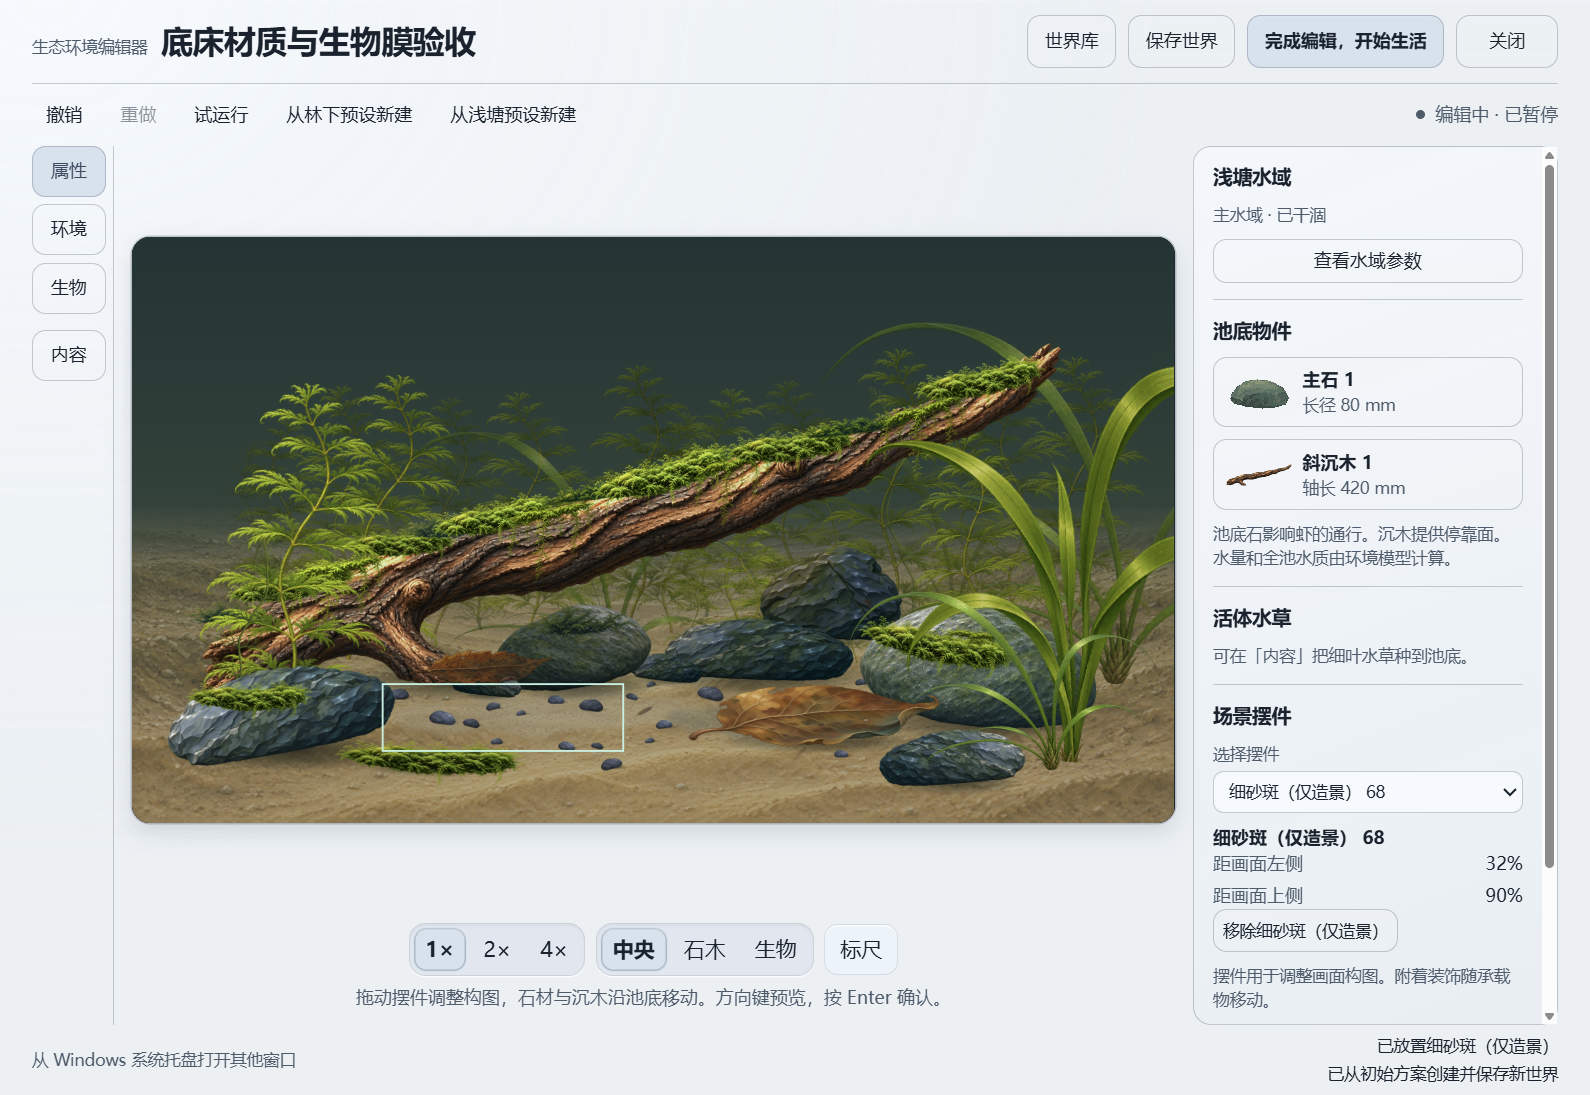 生态环境编辑器 底床材质与生物膜验收
世界库 保存世界 完成编辑，开始生活 关闭
撤销 重做 试运行 从林下预设新建 从浅塘预设新建
编辑中 · 已暂停
属性
环境
生物
内容
浅塘水域
主水域 · 已干涸
查看水域参数
池底物件
主石 1
长径 80 mm
斜沉木 1
轴长 420 mm
池底石影响虾的通行。沉木提供停靠面。
水量和全池水质由环境模型计算。
活体水草
可在「内容」把细叶水草种到池底。
场景摆件
选择摆件
细砂斑（仅造景） 68
细砂斑（仅造景） 68
距画面左侧 32%
距画面上侧 90%
移除细砂斑（仅造景）
摆件用于调整画面构图。附着装饰随承载
物移动。
1× 2× 4× 中央 石木 生物 标尺
拖动摆件调整构图，石材与沉木沿池底移动。方向键预览，按 Enter 确认。
从 Windows 系统托盘打开其他窗口
已放置细砂斑（仅造景）
已从初始方案创建并保存新世界